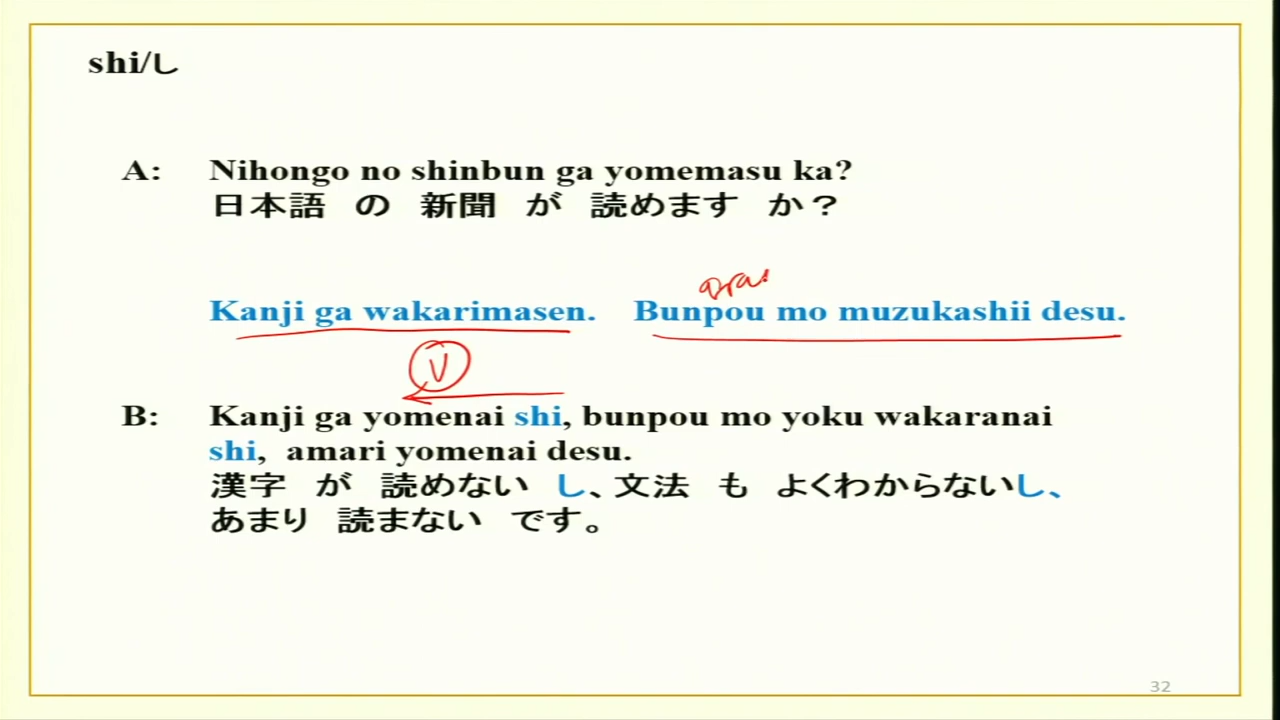 shi/し
A: Nihongo no shinbun ga yomemasu ka?
日本語 の 新聞 が 読めます か？
gra
Kanji ga wakarimasen. Bunpou mo muzukashii desu.
V
B: Kanji ga yomenai shi, bunpou mo yoku wakaranai
shi, amari yomenai desu.
漢字 が 読めない し、文法 も よくわからないし、
あまり 読まない です。
32